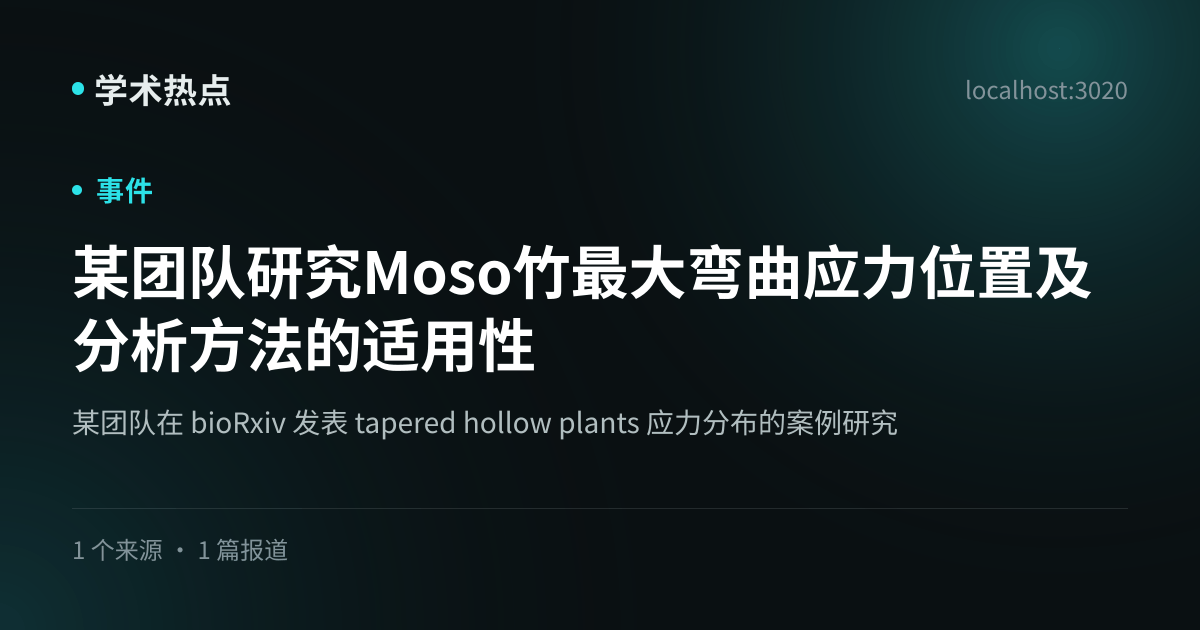 学术热点
localhost:3020
事件
某团队研究Moso竹最大弯曲应力位置及
分析方法的适用性
某团队在 bioRxiv 发表 tapered hollow plants 应力分布的案例研究
1 个来源 · 1 篇报道